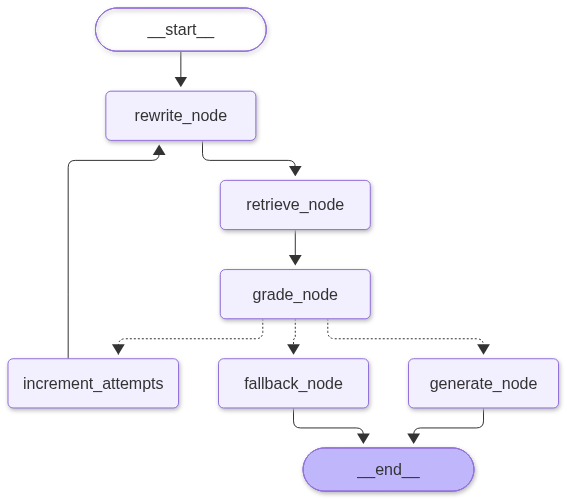 __start__
rewrite_node
retrieve_node
grade_node
increment_attempts
fallback_node
generate_node
__end__